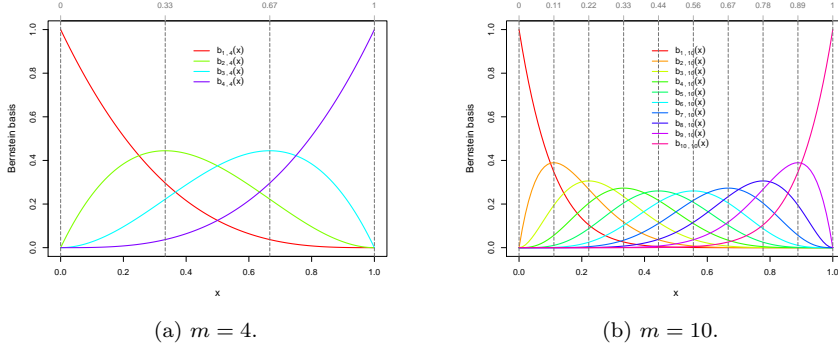 0 0.33 0.67 1
Bernstein basis
1.0
0.8
0.6
0.4
0.2
0.0
b1,4(x)
b2,4(x)
b3,4(x)
b4,4(x)
0.0 0.2 0.4 0.6 0.8 1.0
x
(a) m = 4.
0 0.11 0.22 0.33 0.44 0.56 0.67 0.78 0.89 1
Bernstein basis
1.0
0.8
0.6
0.4
0.2
0.0
b1,10(x)
b2,10(x)
b3,10(x)
b4,10(x)
b5,10(x)
b6,10(x)
b7,10(x)
b8,10(x)
b9,10(x)
b10,10(x)
0.0 0.2 0.4 0.6 0.8 1.0
x
(b) m = 10.